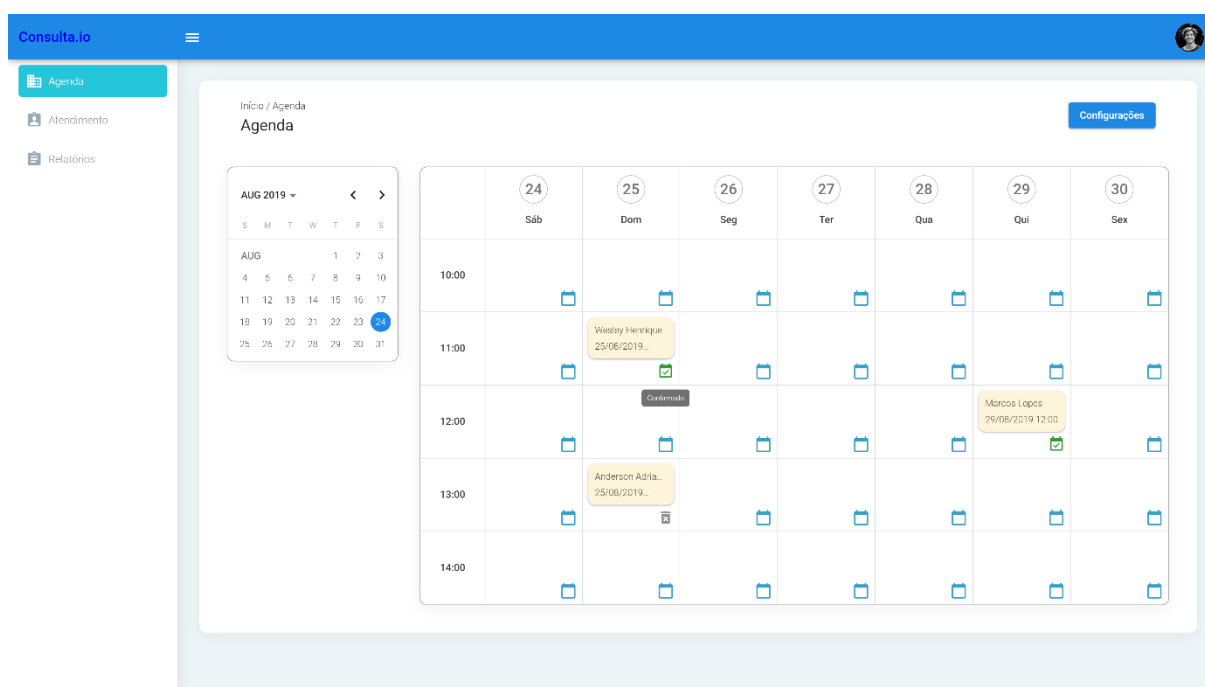 Consulta.io
Agenda
Atendimento
Relatórios
Início / Agenda
Agenda
Configurações
AUG 2019
S M T W T F S
AUG 1 2 3
4 5 6 7 8 9 10
11 12 13 14 15 16 17
18 19 20 21 22 23 24
25 26 27 28 29 30 31
24 25 26 27 28 29 30
Sáb Dom Seg Ter Qua Qui Sex
10:00
Wesley Henrique
25/08/2019...
11:00
Confirmado
Marcos Lopes
29/08/2019 12:00
12:00
Anderson Adria...
25/08/2019...
13:00
14:00